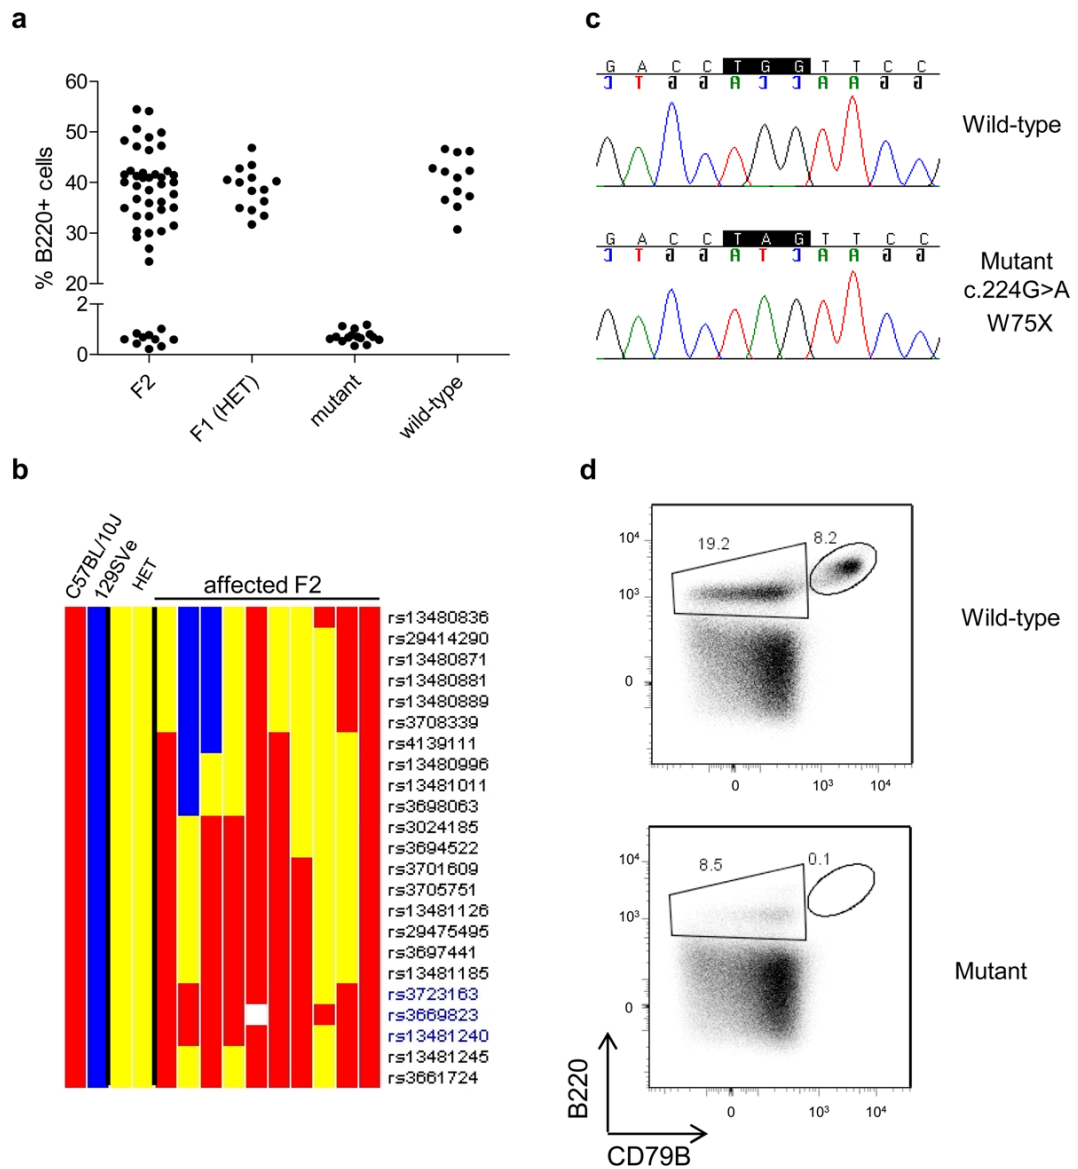 a
60
50
40
30
20
2
0
% B220+ cells
F2
F1 (HET)
mutant
wild-type
b
C57BL/10J
129SVe
HET
affected F2
rs13480836
rs29414290
rs13480871
rs13480881
rs13480889
rs3708339
rs4139111
rs13480996
rs13481011
rs3698063
rs3024185
rs3694522
rs3701609
rs3705751
rs13481126
rs29475495
rs3697441
rs13481185
rs3723163
rs3669823
rs13481240
rs13481245
rs3661724
c
G A C C T G G T T C C
C T G G A C C A A G G
Wild-type
G A C C T A G T T C C
C T G G A T C A A G G
Mutant
c.224G>A
W75X
d
10⁴
10³
0
19.2
8.2
0 10³ 10⁴
Wild-type
10⁴
10³
0
8.5
0.1
0 10³ 10⁴
Mutant
B220
CD79B